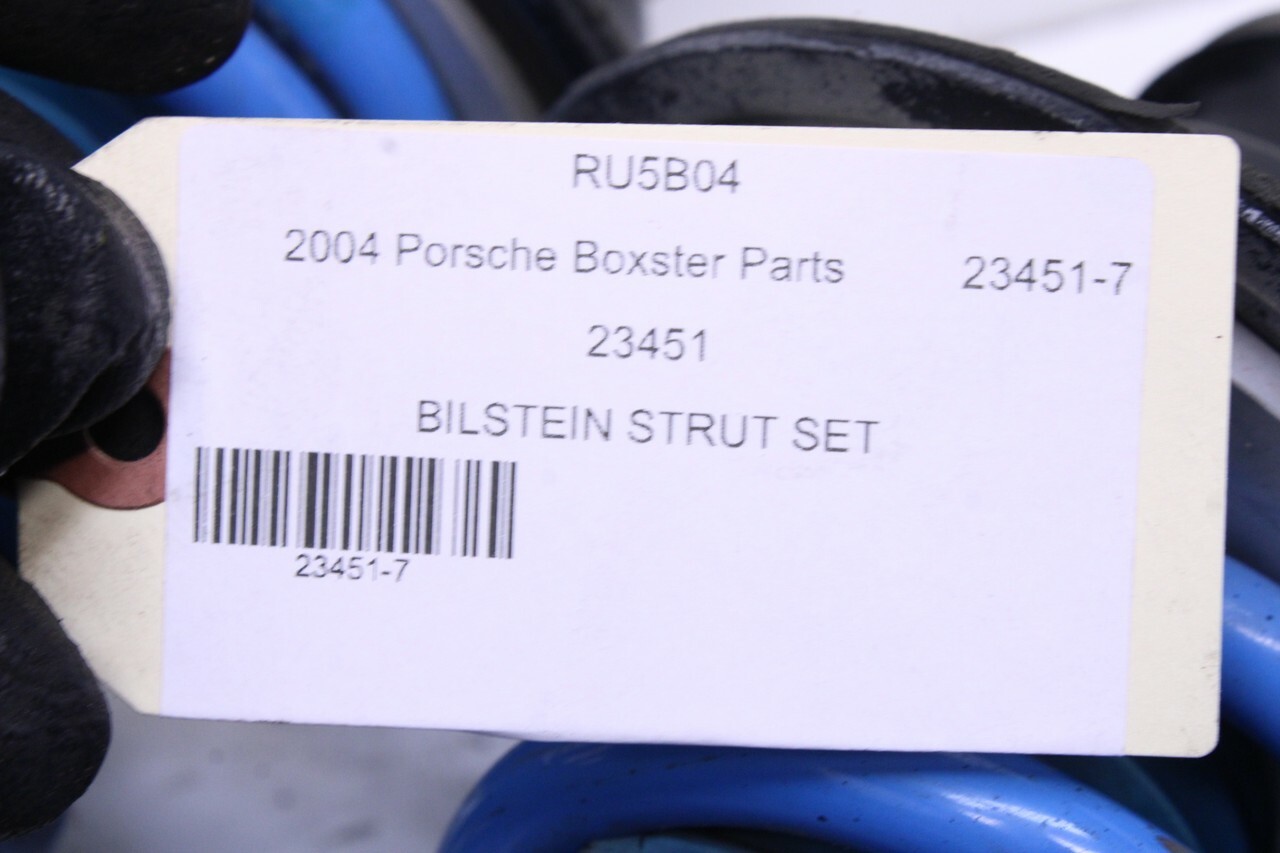 RU5B04
2004 Porsche Boxster Parts 23451-7
23451
BILSTEIN STRUT SET
23451-7